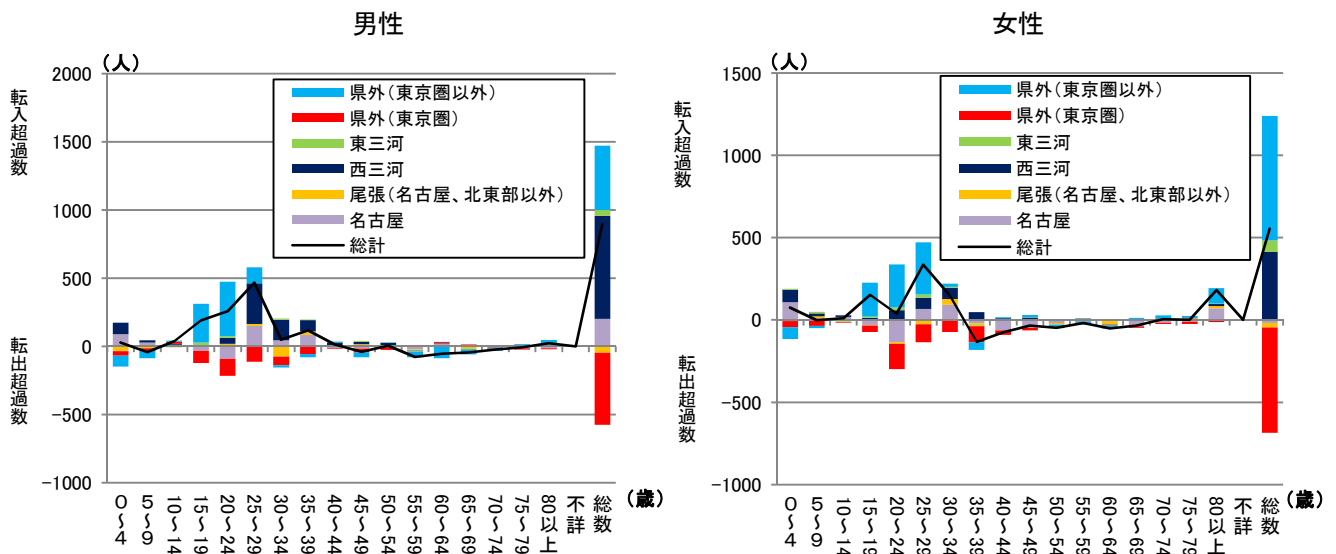 男性
(人)
転入超過数
転出超過数
2000
1500
1000
500
0
-500
-1000
県外(東京圏以外)
県外(東京圏)
東三河
西三河
尾張(名古屋、北東部以外)
名古屋
総計
0~4
5~9
10~14
15~19
20~24
25~29
30~34
35~39
40~44
45~49
50~54
55~59
60~64
65~69
70~74
75~79
80以上
不詳
総数
(歳)
女性
(人)
転入超過数
転出超過数
1500
1000
500
0
-500
-1000
県外(東京圏以外)
県外(東京圏)
東三河
西三河
尾張(名古屋、北東部以外)
名古屋
総計
0~4
5~9
10~14
15~19
20~24
25~29
30~34
35~39
40~44
45~49
50~54
55~59
60~64
65~69
70~74
75~79
80以上
不詳
総数
(歳)